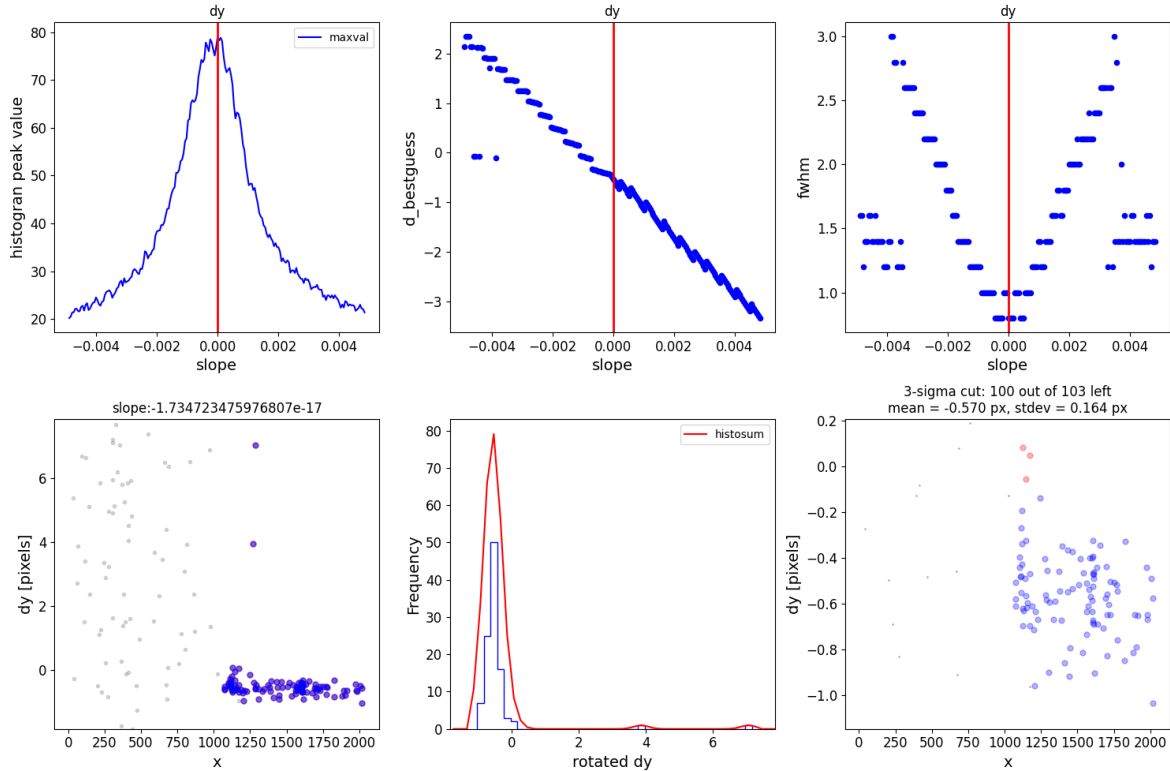 dy
histogran peak value
80
70
60
50
40
30
20
maxval
−0.004 −0.002 0.000 0.002 0.004
slope
dy
d_bestguess
2
1
0
−1
−2
−3
−0.004 −0.002 0.000 0.002 0.004
slope
dy
fwhm
3.0
2.5
2.0
1.5
1.0
−0.004 −0.002 0.000 0.002 0.004
slope
slope:-1.734723475976807e-17
dy [pixels]
6
4
2
0
0 250 500 750 1000 1250 1500 1750 2000
x
Frequency
80
70
60
50
40
30
20
10
0
histosum
0 2 4 6
rotated dy
3-sigma cut: 100 out of 103 left
mean = -0.570 px, stdev = 0.164 px
dy [pixels]
0.2
0.0
−0.2
−0.4
−0.6
−0.8
−1.0
0 250 500 750 1000 1250 1500 1750 2000
x